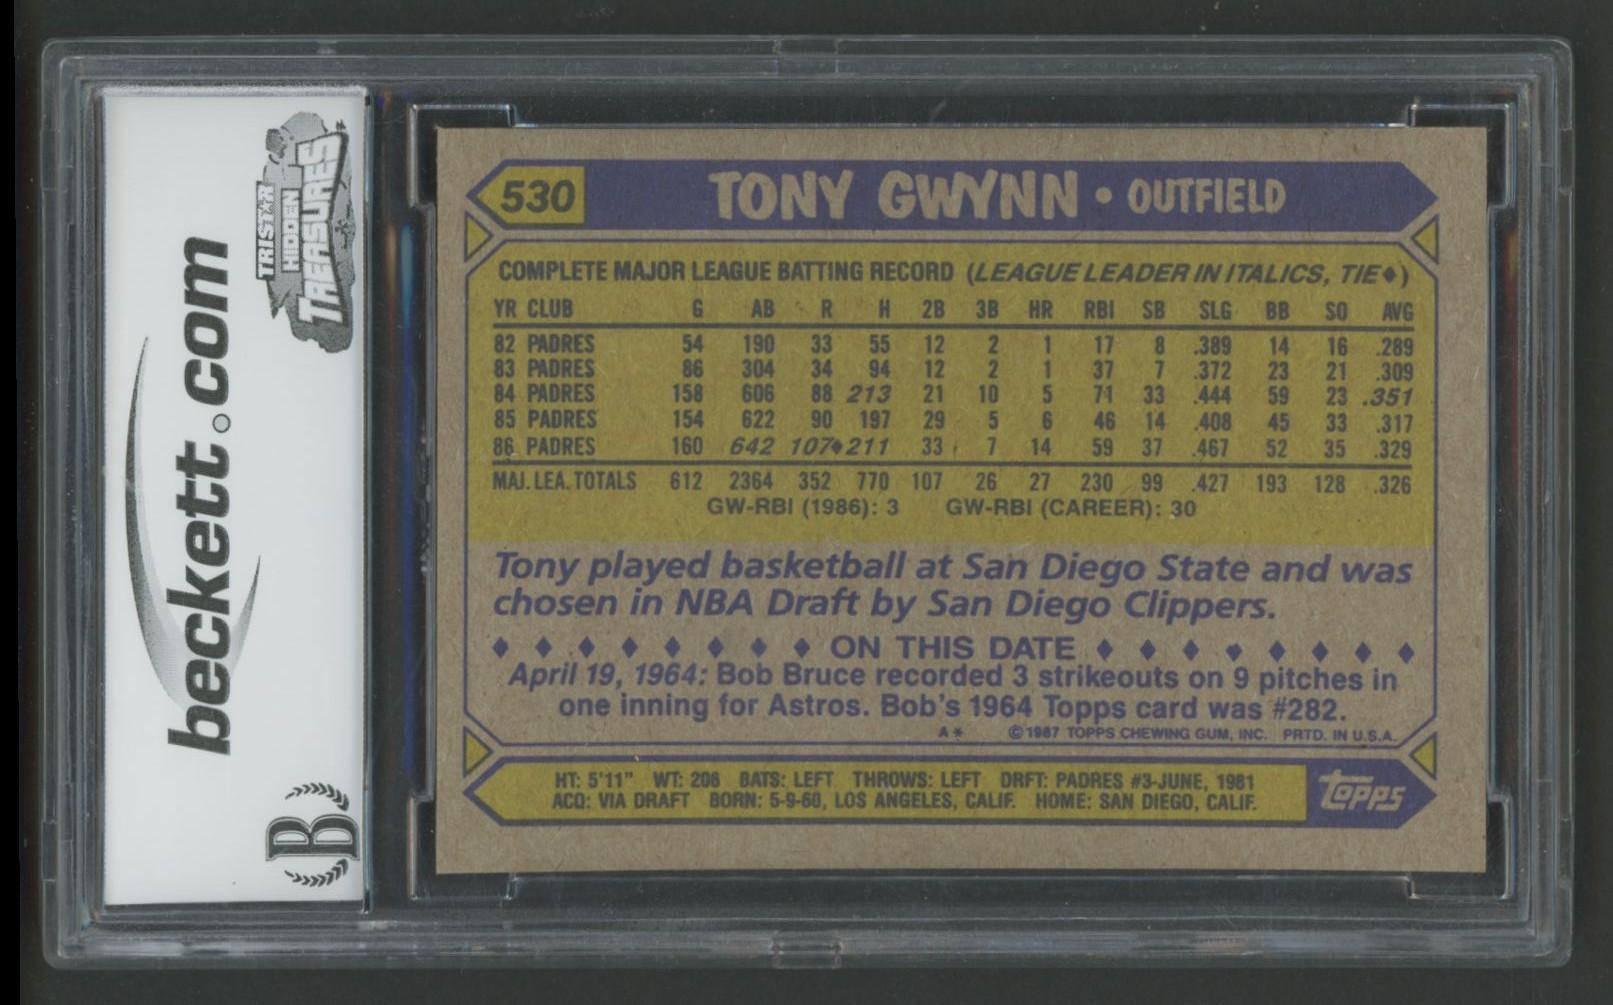 beckett.com
TRISTAR
HIDDEN
TREASURES
B
530 TONY GWYNN • OUTFIELD
COMPLETE MAJOR LEAGUE BATTING RECORD (LEAGUE LEADER IN ITALICS, TIE♦)
YR CLUB G AB R H 2B 3B HR RBI SB SLG BB SO AVG
82 PADRES 54 190 33 55 12 2 1 17 8 .389 14 16 .289
83 PADRES 86 304 34 94 12 2 1 37 7 .372 23 21 .309
84 PADRES 158 606 88 213 21 10 5 71 33 .444 59 23 .351
85 PADRES 154 622 90 197 29 5 6 46 14 .408 45 33 .317
86 PADRES 160 642 107♦ 211 33 7 14 59 37 .467 52 35 .329
MAJ. LEA. TOTALS 612 2364 352 770 107 26 27 230 99 .427 193 128 .326
GW-RBI (1986): 3 GW-RBI (CAREER): 30
Tony played basketball at San Diego State and was
chosen in NBA Draft by San Diego Clippers.
♦ ♦ ♦ ♦ ♦ ♦ ♦ ♦ ON THIS DATE ♦ ♦ ♦ ♦ ♦ ♦ ♦ ♦
April 19, 1964: Bob Bruce recorded 3 strikeouts on 9 pitches in
one inning for Astros. Bob's 1964 Topps card was #282.
A* ©1987 TOPPS CHEWING GUM, INC. PRTD. IN U.S.A.
HT: 5'11" WT: 206 BATS: LEFT THROWS: LEFT DRFT: PADRES #3-JUNE, 1981
ACQ: VIA DRAFT BORN: 5-9-60, LOS ANGELES, CALIF. HOME: SAN DIEGO, CALIF.
Topps